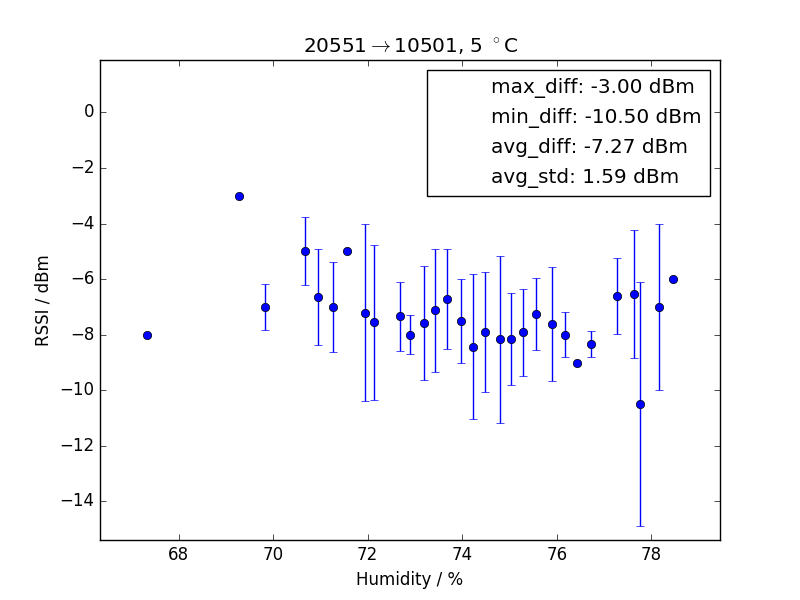 20551→10501, 5 °C
max_diff: -3.00 dBm
min_diff: -10.50 dBm
avg_diff: -7.27 dBm
avg_std: 1.59 dBm
RSSI / dBm
0
−2
−4
−6
−8
−10
−12
−14
68 70 72 74 76 78
Humidity / %